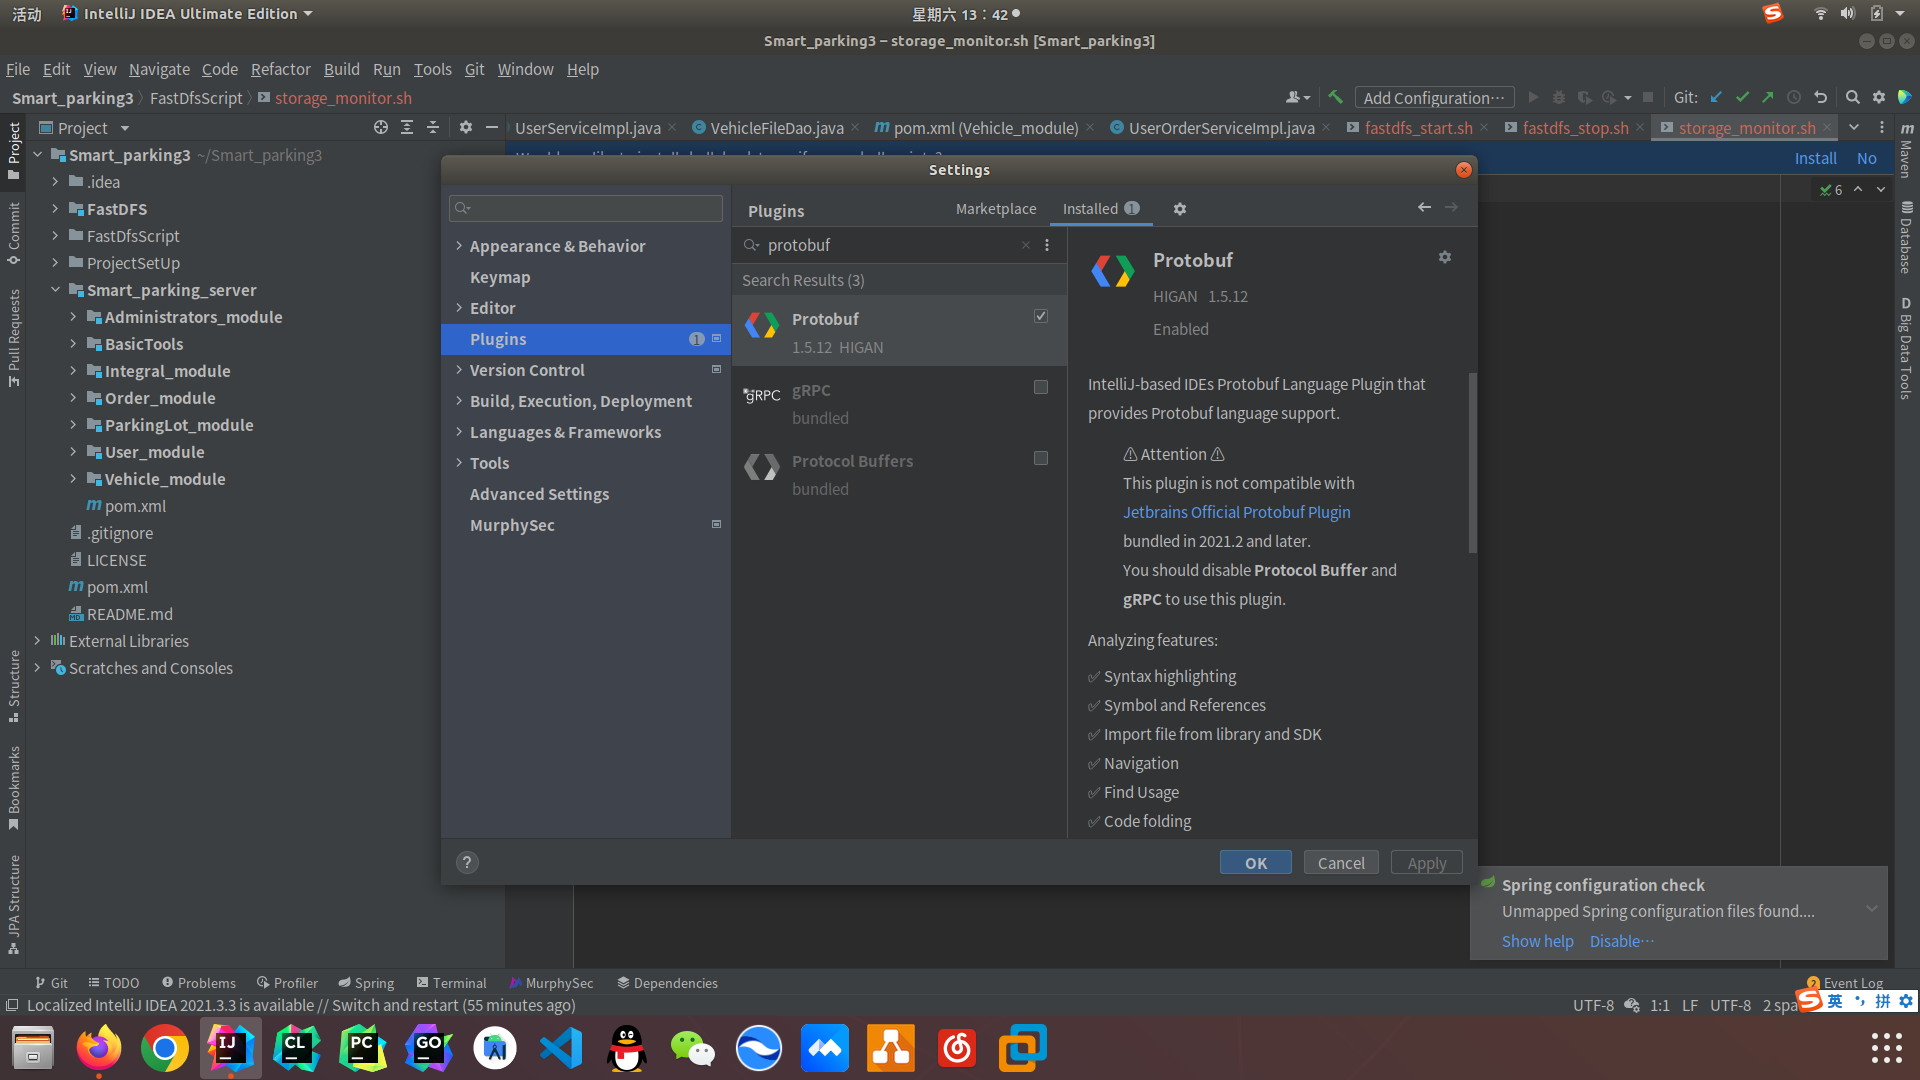 活动
IntelliJ IDEA Ultimate Edition
星期六 13：42
Smart_parking3 – storage_monitor.sh [Smart_parking3]
File Edit View Navigate Code Refactor Build Run Tools Git Window Help
Smart_parking3 FastDfsScript storage_monitor.sh
Add Configuration...
Git:
Project
UserServiceImpl.java
VehicleFileDao.java
pom.xml (Vehicle_module)
UserOrderServiceImpl.java
fastdfs_start.sh
fastdfs_stop.sh
storage_monitor.sh
Install No
6
Smart_parking3 ~/Smart_parking3
.idea
FastDFS
FastDfsScript
ProjectSetUp
Smart_parking_server
Administrators_module
BasicTools
Integral_module
Order_module
ParkingLot_module
User_module
Vehicle_module
pom.xml
.gitignore
LICENSE
pom.xml
README.md
External Libraries
Scratches and Consoles
Project
Commit
Pull Requests
Structure
Bookmarks
JPA Structure
Settings
Appearance & Behavior
Keymap
Editor
Plugins 1
Version Control
Build, Execution, Deployment
Languages & Frameworks
Tools
Advanced Settings
MurphySec
Plugins
Marketplace
Installed 1
protobuf
Search Results (3)
Protobuf
1.5.12 HIGAN
gRPC
gRPC
bundled
Protocol Buffers
bundled
Protobuf
HIGAN 1.5.12
Enabled
IntelliJ-based IDEs Protobuf Language Plugin that
provides Protobuf language support.
⚠ Attention ⚠
This plugin is not compatible with
Jetbrains Official Protobuf Plugin
bundled in 2021.2 and later.
You should disable Protocol Buffer and
gRPC to use this plugin.
Analyzing features:
✅ Syntax highlighting
✅ Symbol and References
✅ Import file from library and SDK
✅ Navigation
✅ Find Usage
✅ Code folding
?
OK
Cancel
Apply
m Maven
Database
D Big Data Tools
Spring configuration check
Unmapped Spring configuration files found....
Show help Disable...
Git
TODO
Problems
Profiler
Spring
Terminal
MurphySec
Dependencies
2 Event Log
Localized IntelliJ IDEA 2021.3.3 is available // Switch and restart (55 minutes ago)
UTF-8 1:1 LF UTF-8 2 spa
英
拼
IJ
CL
PC
GO